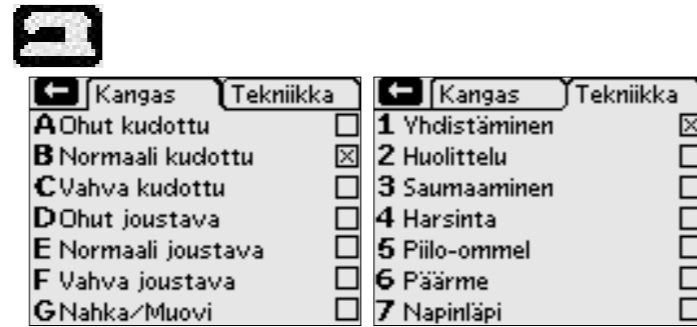 Kangas Tekniikka
A Ohut kudottu
B Normaali kudottu
C Vahva kudottu
D Ohut joustava
E Normaali joustava
F Vahva joustava
G Nahka/Muovi
Kangas Tekniikka
1 Yhdistäminen
2 Huolittelu
3 Saumaaminen
4 Harsinta
5 Piilo-ommel
6 Päärme
7 Napinläpi